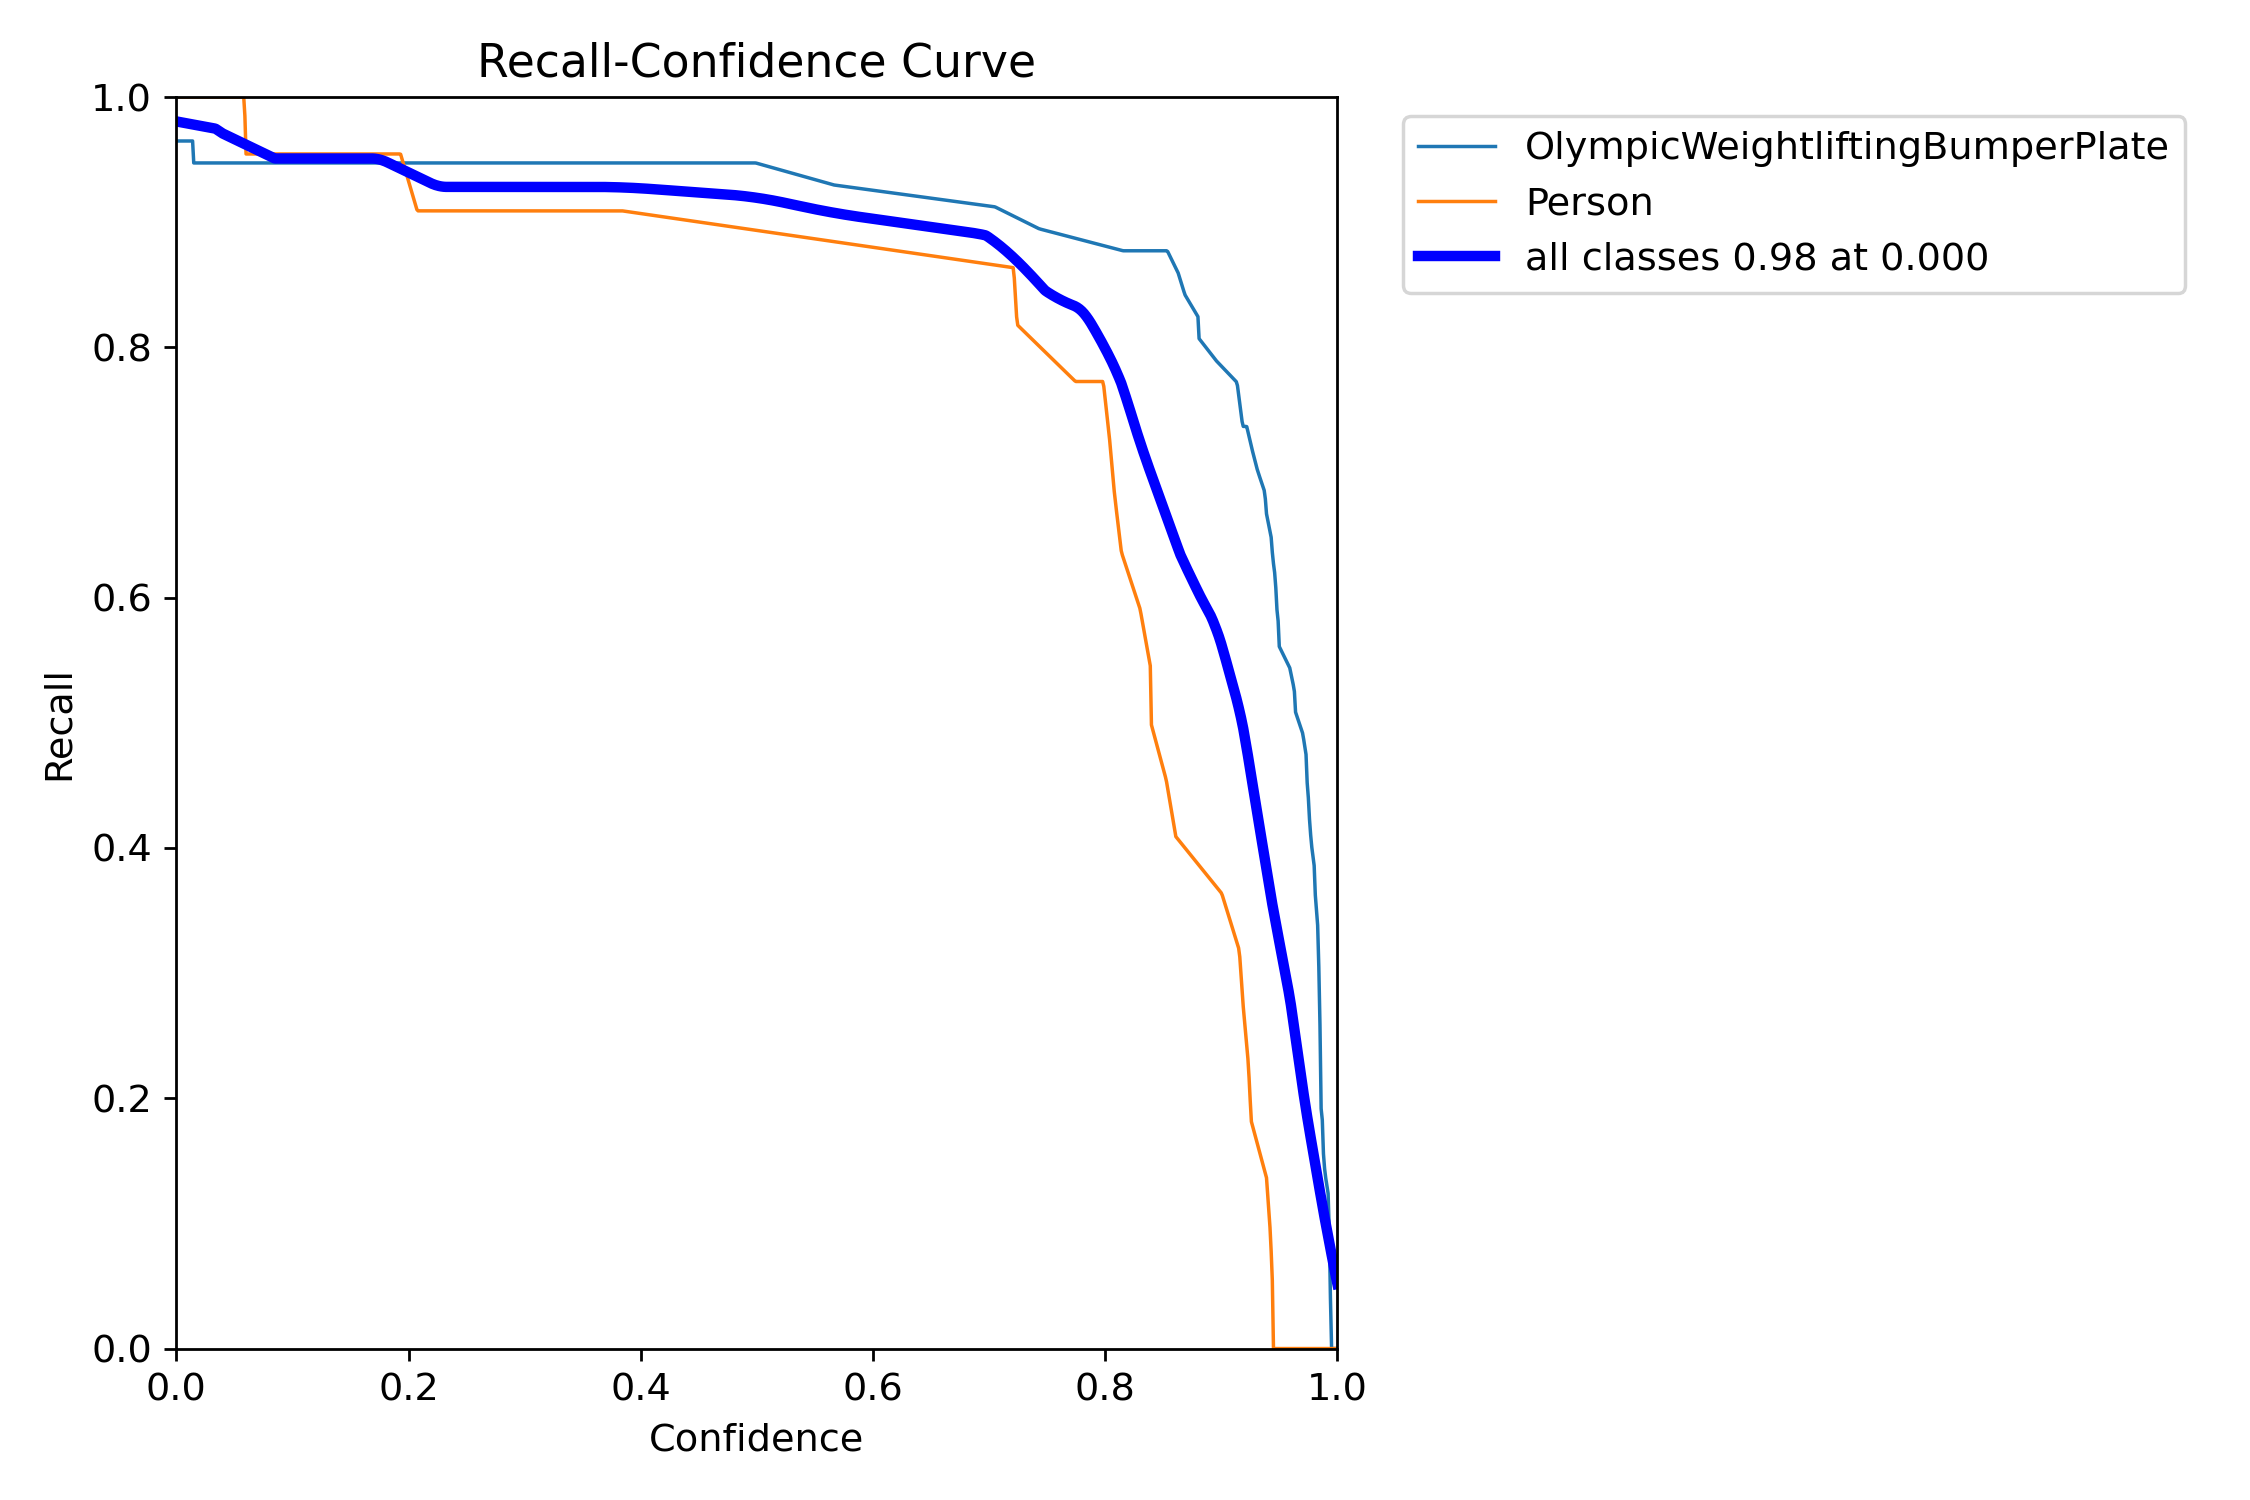 Recall-Confidence Curve
1.0
0.8
0.6
0.4
0.2
0.0
Recall
0.0 0.2 0.4 0.6 0.8 1.0
Confidence
OlympicWeightliftingBumperPlate
Person
all classes 0.98 at 0.000